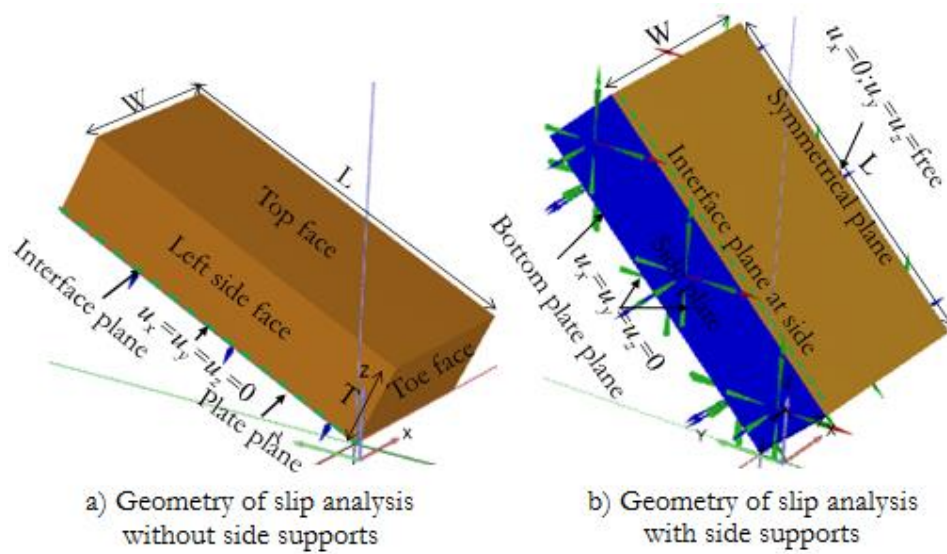 W
L
Top face
Left side face
Interface plane
u_x=u_y=u_z=0
Plate plane
T
Toe face
Z
X
W
u_x=0;u_y=u_z=free
L
Symmetrical plane
Interface plane at side
plate
u_x=u_y=u_z=0
Bottom plate plane
Y
X
a) Geometry of slip analysis
without side supports
b) Geometry of slip analysis
with side supports